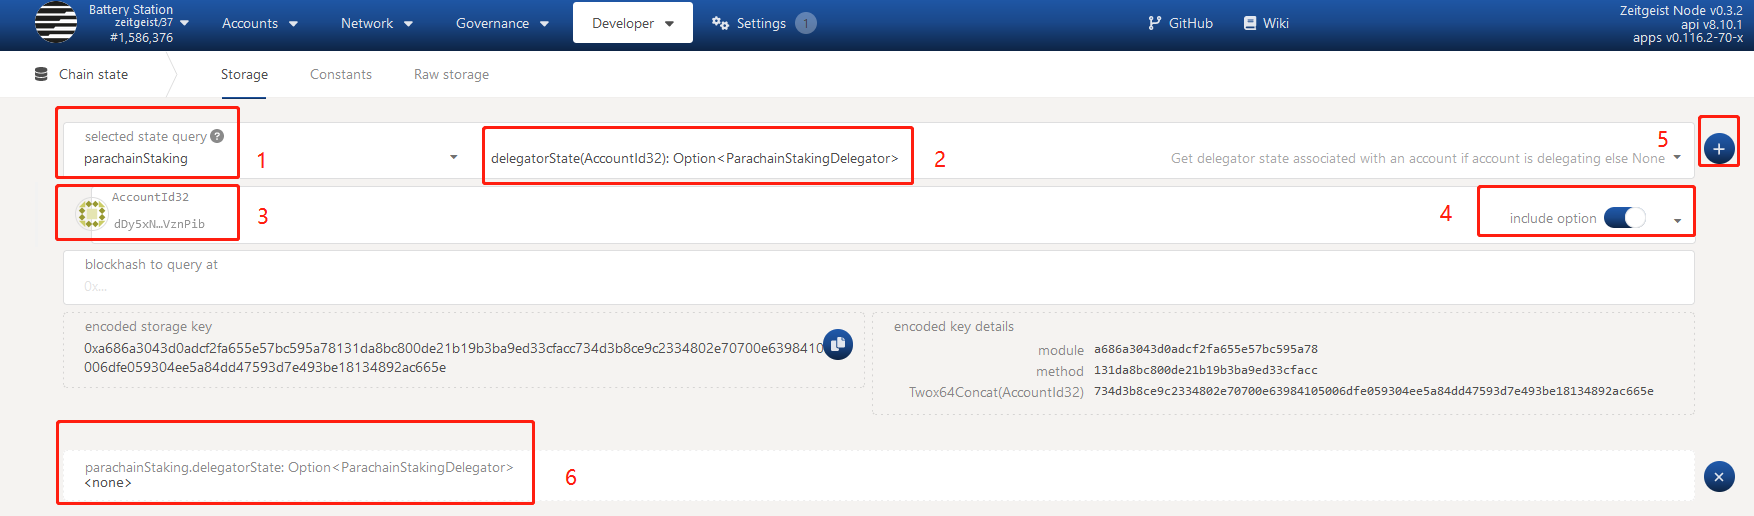 Battery Station
zeitgeist/37
#1,586,376
Accounts
Network
Governance
Developer
Settings 1
GitHub
Wiki
Zeitgeist Node v0.3.2
api v8.10.1
apps v0.116.2-70-x
Chain state
Storage
Constants
Raw storage
selected state query ?
parachainStaking
1
delegatorState(AccountId32): Option<ParachainStakingDelegator>
2
Get delegator state associated with an account if account is delegating else None
5
+
AccountId32
dDy5xN…VznPib
3
4
include option
blockhash to query at
0x...
encoded storage key
0xa686a3043d0adcf2fa655e57bc595a78131da8bc800de21b19b3ba9ed33cfacc734d3b8ce9c2334802e70700e6398410
006dfe059304ee5a84dd47593d7e493be18134892ac665e
encoded key details
module a686a3043d0adcf2fa655e57bc595a78
method 131da8bc800de21b19b3ba9ed33cfacc
Twox64Concat(AccountId32) 734d3b8ce9c2334802e70700e63984105006dfe059304ee5a84dd47593d7e493be18134892ac665e
parachainStaking.delegatorState: Option<ParachainStakingDelegator>
<none>
6